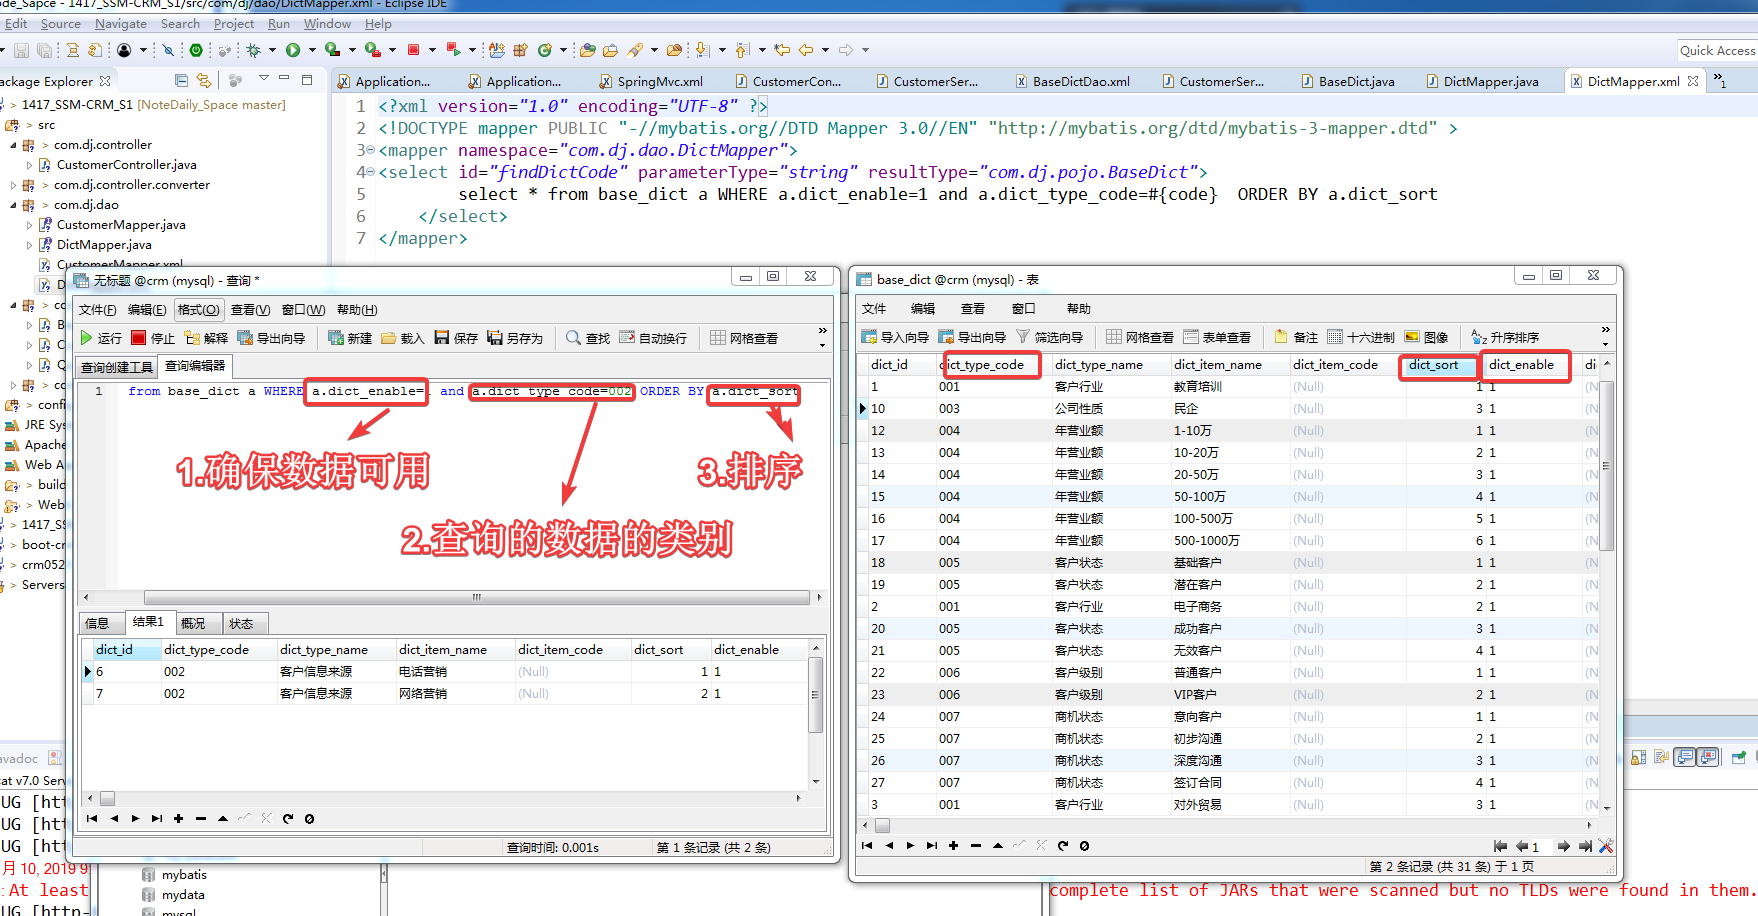 ode_Sapce - 1417_SSM-CRM_S1/src/com/dj/dao/DictMapper.xml - Eclipse IDE
Edit Source Navigate Search Project Run Window Help
Quick Access
ackage Explorer
Application...
Application...
SpringMvc.xml
CustomerCon...
CustomerSer...
BaseDictDao.xml
CustomerSer...
BaseDict.java
DictMapper.java
DictMapper.xml
»1
> 1417_SSM-CRM_S1 [NoteDaily_Space master]
> src
> com.dj.controller
CustomerController.java
> com.dj.controller.converter
> com.dj.dao
CustomerMapper.java
DictMapper.java
CustomerMapper.xml
1 <?xml version="1.0" encoding="UTF-8" ?>
2 <!DOCTYPE mapper PUBLIC "-//mybatis.org//DTD Mapper 3.0//EN" "http://mybatis.org/dtd/mybatis-3-mapper.dtd" >
3 <mapper namespace="com.dj.dao.DictMapper">
4 <select id="findDictCode" parameterType="string" resultType="com.dj.pojo.BaseDict">
5 select * from base_dict a WHERE a.dict_enable=1 and a.dict_type_code=#{code} ORDER BY a.dict_sort
6 </select>
7 </mapper>
D
> co
B
C
Q
> co
> confi
JRE Sys
Apache
Web A
> build
> Web
> 1417_SS
> boot-cr
> crm052
> Servers
无标题 @crm (mysql) - 查询 *
文件(F) 编辑(E) 格式(O) 查看(V) 窗口(W) 帮助(H)
运行 停止 解释 导出向导 新建 载入 保存 另存为 查找 自动换行 网格查看 »
查询创建工具 查询编辑器
1 from base_dict a WHERE a.dict_enable=1 and a.dict_type_code=002 ORDER BY a.dict_sort
1.确保数据可用
3.排序
2.查询的数据的类别
信息 结果1 概况 状态
dict_id dict_type_code dict_type_name dict_item_name dict_item_code dict_sort dict_enable
6 002 客户信息来源 电话营销 (Null) 1 1
7 002 客户信息来源 网络营销 (Null) 2 1
查询时间: 0.001s 第 1 条记录 (共 2 条)
base_dict @crm (mysql) - 表
文件 编辑 查看 窗口 帮助
导入向导 导出向导 筛选向导 网格查看 表单查看 备注 十六进制 图像 升序排序 »
dict_id dict_type_code dict_type_name dict_item_name dict_item_code dict_sort dict_enable di
1 001 客户行业 教育培训 (Null) 1 1 (N
10 003 公司性质 民企 (Null) 3 1 (N
12 004 年营业额 1-10万 (Null) 1 1 (N
13 004 年营业额 10-20万 (Null) 2 1 (N
14 004 年营业额 20-50万 (Null) 3 1 (N
15 004 年营业额 50-100万 (Null) 4 1 (N
16 004 年营业额 100-500万 (Null) 5 1 (N
17 004 年营业额 500-1000万 (Null) 6 1 (N
18 005 客户状态 基础客户 (Null) 1 1 (N
19 005 客户状态 潜在客户 (Null) 2 1 (N
2 001 客户行业 电子商务 (Null) 2 1 (N
20 005 客户状态 成功客户 (Null) 3 1 (N
21 005 客户状态 无效客户 (Null) 4 1 (N
22 006 客户级别 普通客户 (Null) 1 1 (N
23 006 客户级别 VIP客户 (Null) 2 1 (N
24 007 商机状态 意向客户 (Null) 1 1 (N
25 007 商机状态 初步沟通 (Null) 2 1 (N
26 007 商机状态 深度沟通 (Null) 3 1 (N
27 007 商机状态 签订合同 (Null) 4 1 (N
3 001 客户行业 对外贸易 (Null) 3 1 (N
1
第 2 条记录 (共 31 条) 于 1 页
avadoc
cat v7.0 Serv
UG [htt
UG [htt
UG [htt
月 10, 2019 9
:At least
UG [http-
mybatis
mydata
mysql
complete list of JARs that were scanned but no TLDs were found in them.